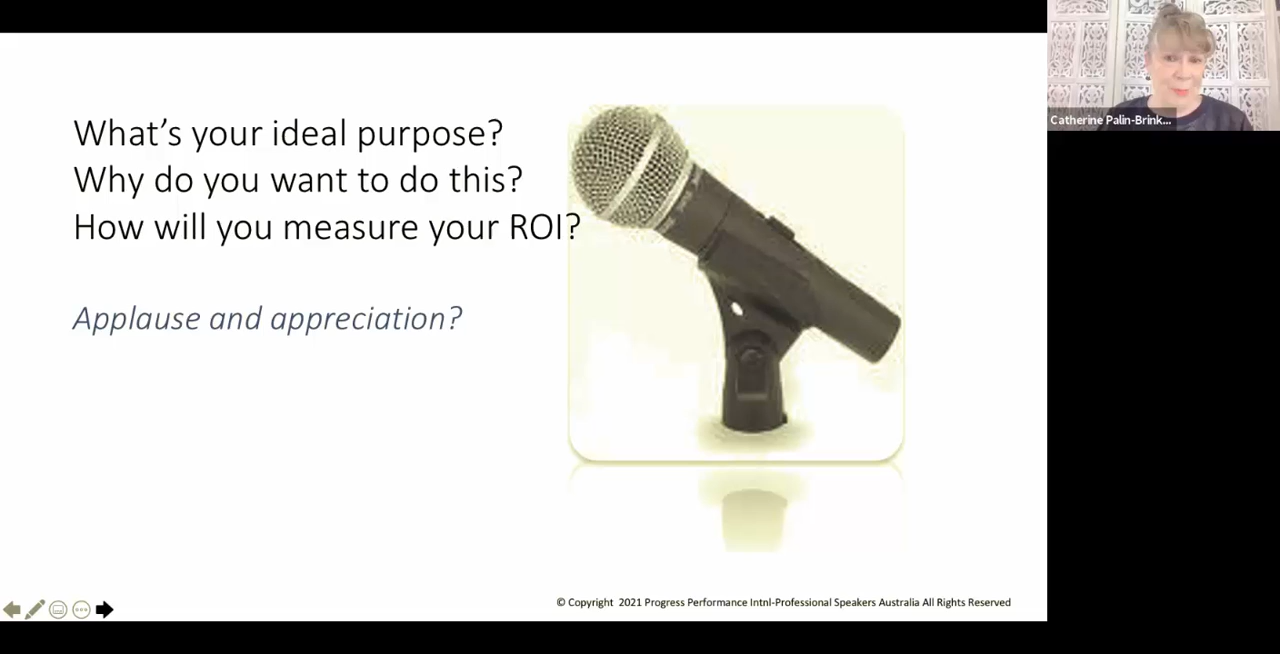 What's your ideal purpose?
Why do you want to do this?
How will you measure your ROI?
Applause and appreciation?
Catherine Palin-Brink...
© Copyright 2021 Progress Performance Intnl-Professional Speakers Australia All Rights Reserved